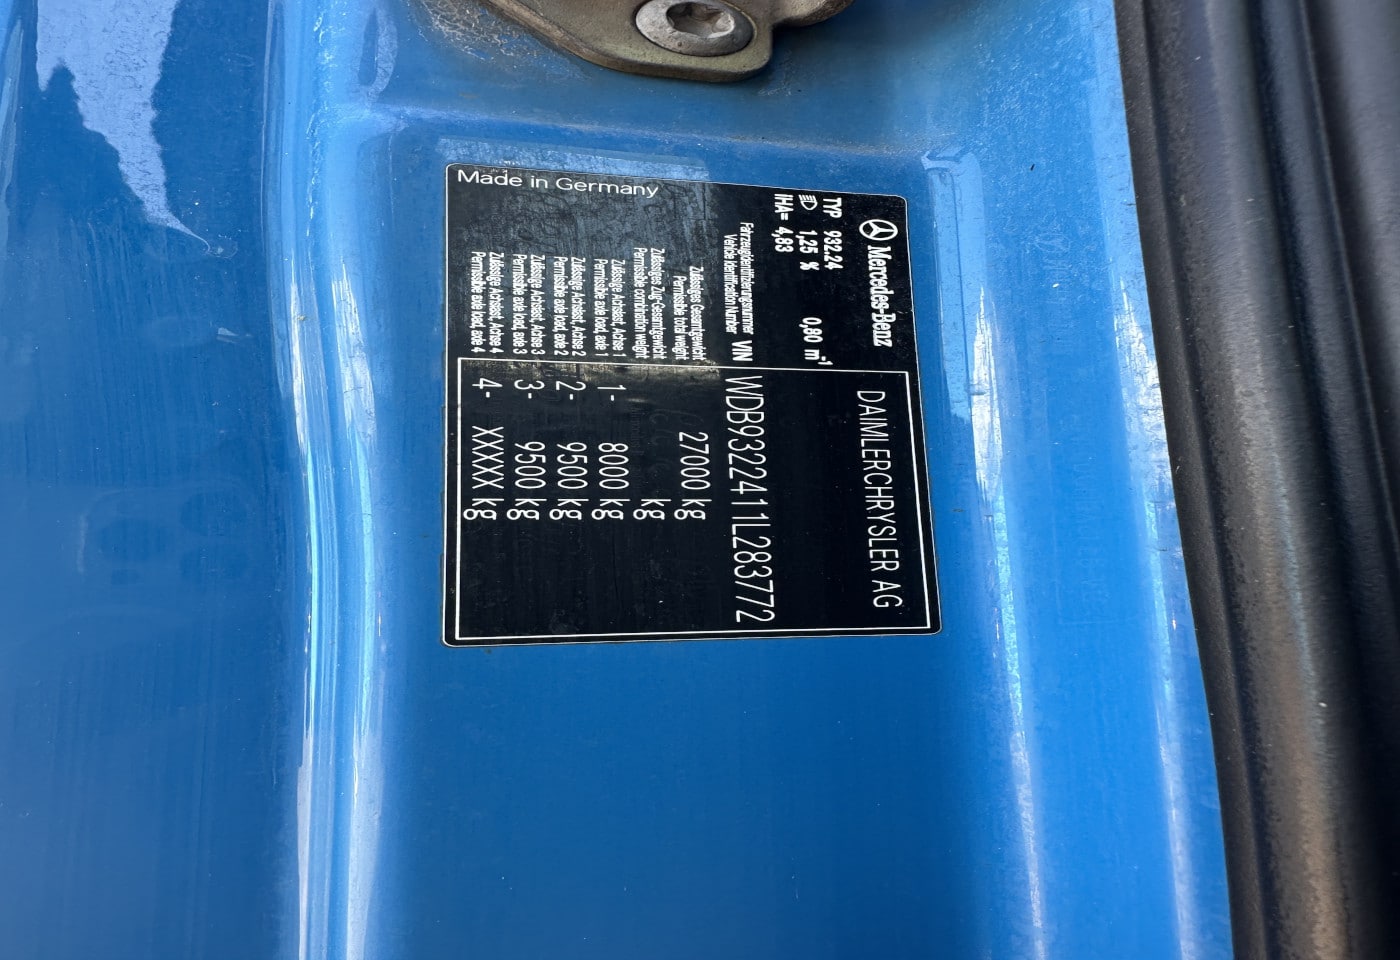 Mercedes-Benz DAIMLERCHRYSLER AG
TYP 932.24
1,25 % 0,80 m⁻¹
IHA= 4,83
Fahrzeugidentifizierungsnummer
Vehicle Identification Number VIN WDB9322411L283772
Zulässiges Gesamtgewicht
Permissible total weight 27000 kg
Zulässiges Zug-Gesamtgewicht
Permissible combination weight kg
Zulässige Achslast, Achse 1
Permissible axle load, axle 1 1- 8000 kg
Zulässige Achslast, Achse 2
Permissible axle load, axle 2 2- 9500 kg
Zulässige Achslast, Achse 3
Permissible axle load, axle 3 3- 9500 kg
Zulässige Achslast, Achse 4
Permissible axle load, axle 4 4- XXXXX kg
Made in Germany